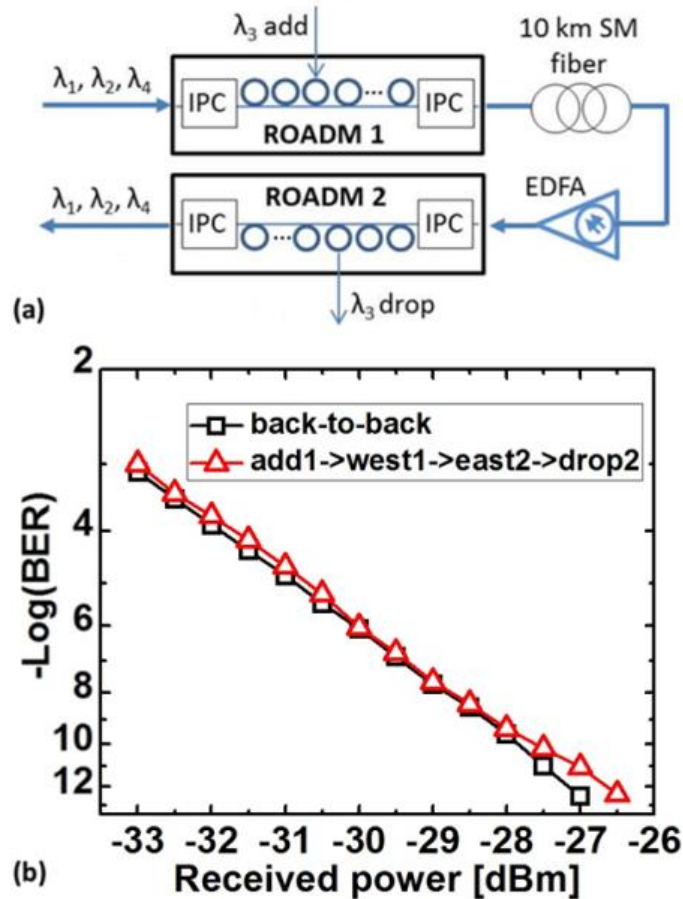 λ3 add
10 km SM
fiber
λ1, λ2, λ4
IPC
IPC
ROADM 1
EDFA
λ1, λ2, λ4
ROADM 2
IPC
IPC
λ3 drop
(a)
back-to-back
add1->west1->east2->drop2
-Log(BER)
2
4
6
8
10
12
-33 -32 -31 -30 -29 -28 -27 -26
Received power [dBm]
(b)